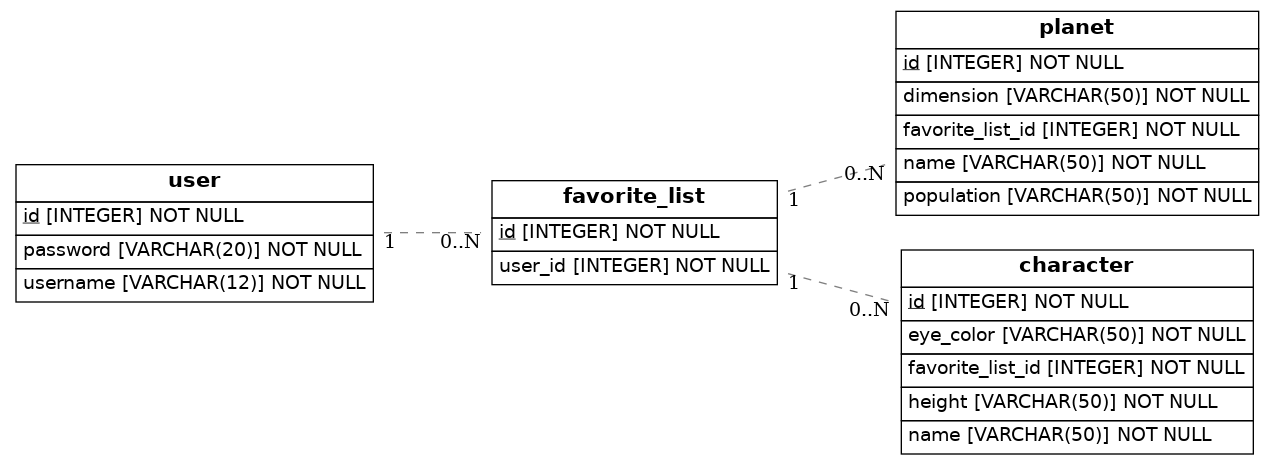 user
id [INTEGER] NOT NULL
password [VARCHAR(20)] NOT NULL
username [VARCHAR(12)] NOT NULL
1
0..N
favorite_list
id [INTEGER] NOT NULL
user_id [INTEGER] NOT NULL
1
0..N
planet
id [INTEGER] NOT NULL
dimension [VARCHAR(50)] NOT NULL
favorite_list_id [INTEGER] NOT NULL
name [VARCHAR(50)] NOT NULL
population [VARCHAR(50)] NOT NULL
1
0..N
character
id [INTEGER] NOT NULL
eye_color [VARCHAR(50)] NOT NULL
favorite_list_id [INTEGER] NOT NULL
height [VARCHAR(50)] NOT NULL
name [VARCHAR(50)] NOT NULL